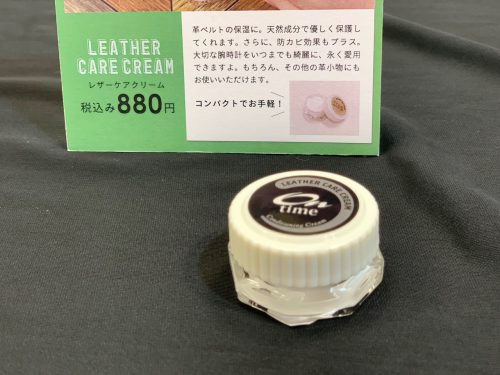 LEATHER
CARE CREAM
レザーケアクリーム
税込み880円
革ベルトの保湿に。天然成分で優しく保護し
てくれます。さらに、防カビ効果もプラス。
大切な腕時計をいつまでも綺麗に、永く愛用
できますよ。もちろん、その他の革小物にも
お使いいただけます。
コンパクトでお手軽！
LEATHER CARE CREAM
On
time
Conditioning Cream